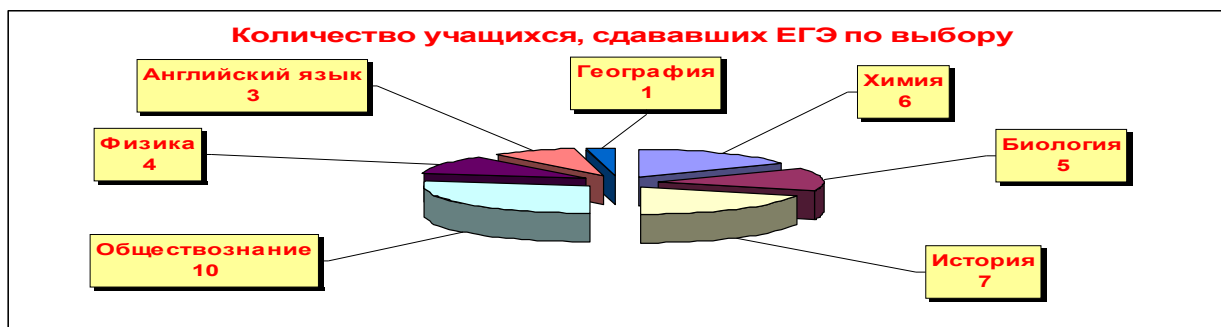 Количество учащихся, сдававших ЕГЭ по выбору
Английский язык
3
География
1
Химия
6
Физика
4
Биология
5
Обществознание
10
История
7